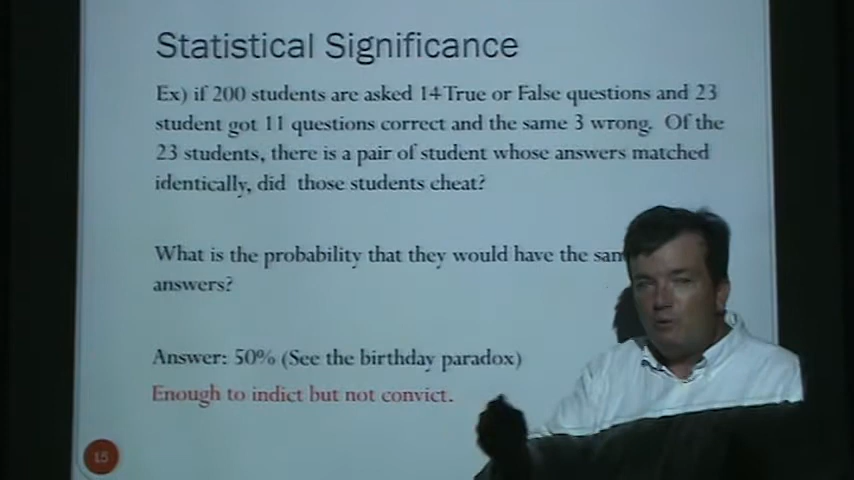 Statistical Significance
Ex) if 200 students are asked 14 True or False questions and 23
student got 11 questions correct and the same 3 wrong. Of the
23 students, there is a pair of student whose answers matched
identically, did those students cheat?
What is the probability that they would have the
answers?
Answer: 50% (See the birthday paradox)
Enough to indict but not convict.
15